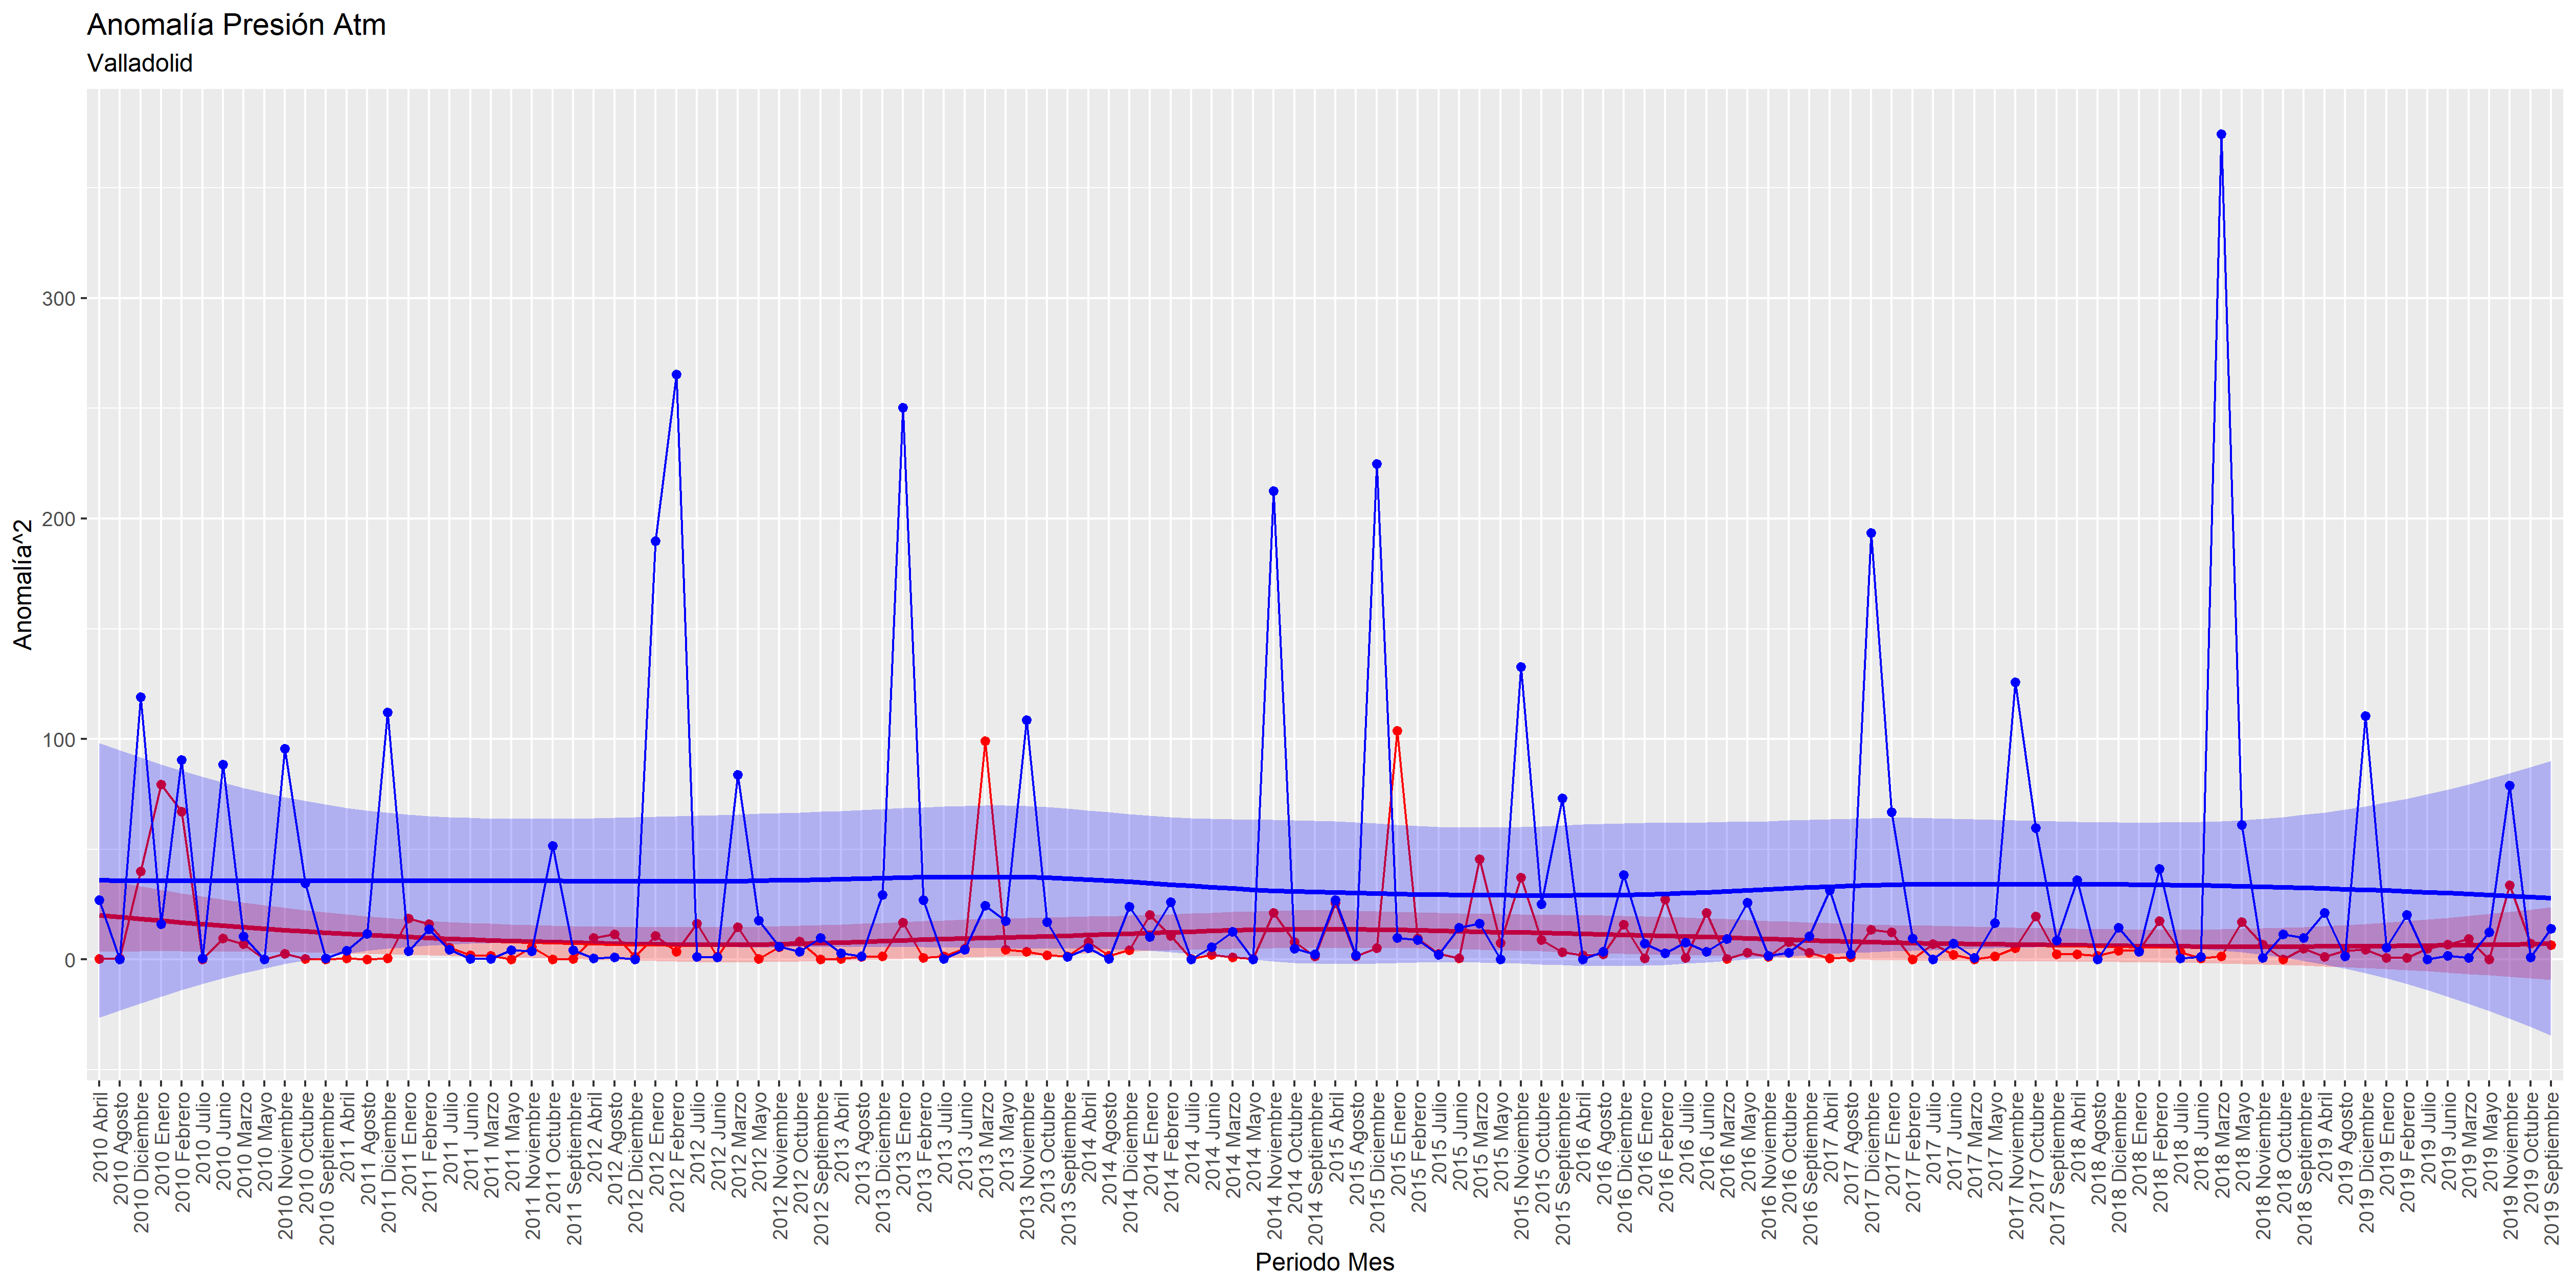 Anomalía Presión Atm
Valladolid
Anomalía^2
300
200
100
0
2010 Abril
2010 Agosto
2010 Diciembre
2010 Enero
2010 Febrero
2010 Julio
2010 Junio
2010 Marzo
2010 Mayo
2010 Noviembre
2010 Octubre
2010 Septiembre
2011 Abril
2011 Agosto
2011 Diciembre
2011 Enero
2011 Febrero
2011 Julio
2011 Junio
2011 Marzo
2011 Mayo
2011 Noviembre
2011 Octubre
2011 Septiembre
2012 Abril
2012 Agosto
2012 Diciembre
2012 Enero
2012 Febrero
2012 Julio
2012 Junio
2012 Marzo
2012 Mayo
2012 Noviembre
2012 Octubre
2012 Septiembre
2013 Abril
2013 Agosto
2013 Diciembre
2013 Enero
2013 Febrero
2013 Julio
2013 Junio
2013 Marzo
2013 Mayo
2013 Noviembre
2013 Octubre
2013 Septiembre
2014 Abril
2014 Agosto
2014 Diciembre
2014 Enero
2014 Febrero
2014 Julio
2014 Junio
2014 Marzo
2014 Mayo
2014 Noviembre
2014 Octubre
2014 Septiembre
2015 Abril
2015 Agosto
2015 Diciembre
2015 Enero
2015 Febrero
2015 Julio
2015 Junio
2015 Marzo
2015 Mayo
2015 Noviembre
2015 Octubre
2015 Septiembre
2016 Abril
2016 Agosto
2016 Diciembre
2016 Enero
2016 Febrero
2016 Julio
2016 Junio
2016 Marzo
2016 Mayo
2016 Noviembre
2016 Octubre
2016 Septiembre
2017 Abril
2017 Agosto
2017 Diciembre
2017 Enero
2017 Febrero
2017 Julio
2017 Junio
2017 Marzo
2017 Mayo
2017 Noviembre
2017 Octubre
2017 Septiembre
2018 Abril
2018 Agosto
2018 Diciembre
2018 Enero
2018 Febrero
2018 Julio
2018 Junio
2018 Marzo
2018 Mayo
2018 Noviembre
2018 Octubre
2018 Septiembre
2019 Abril
2019 Agosto
2019 Diciembre
2019 Enero
2019 Febrero
2019 Julio
2019 Junio
2019 Marzo
2019 Mayo
2019 Noviembre
2019 Octubre
2019 Septiembre
Periodo Mes